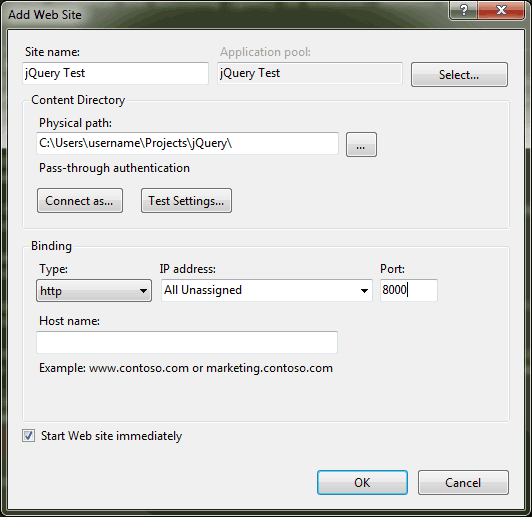 Add Web Site
Site name:
Application pool:
jQuery Test
jQuery Test
Select...
Content Directory
Physical path:
C:\Users\username\Projects\jQuery\
...
Pass-through authentication
Connect as...
Test Settings...
Binding
Type:
IP address:
Port:
http
All Unassigned
8000
Host name:
Example: www.contoso.com or marketing.contoso.com
Start Web site immediately
OK
Cancel